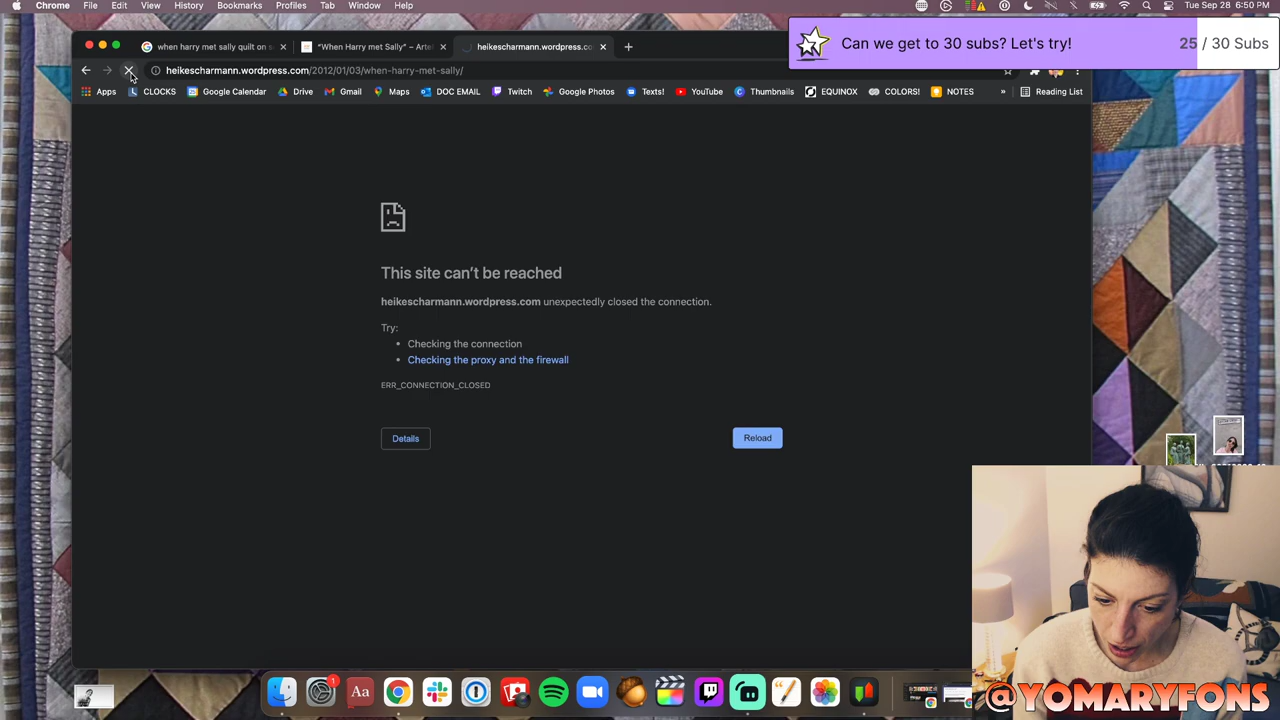 Chrome File Edit View History Bookmarks Profiles Tab Window Help
Tue Sep 28 6:50 PM
Can we get to 30 subs? Let's try! 25 / 30 Subs
when harry met sally quilt on s
"When Harry met Sally" – Artel
heikescharmann.wordpress.co
heikescharmann.wordpress.com/2012/01/03/when-harry-met-sally/
Apps CLOCKS Google Calendar Drive Gmail Maps DOC EMAIL Twitch Google Photos Texts! YouTube Thumbnails EQUINOX COLORS! NOTES » Reading List
This site can't be reached
heikescharmann.wordpress.com unexpectedly closed the connection.
Try:
• Checking the connection
• Checking the proxy and the firewall
ERR_CONNECTION_CLOSED
Details
Reload
1
Aa
@YOMARYFONS